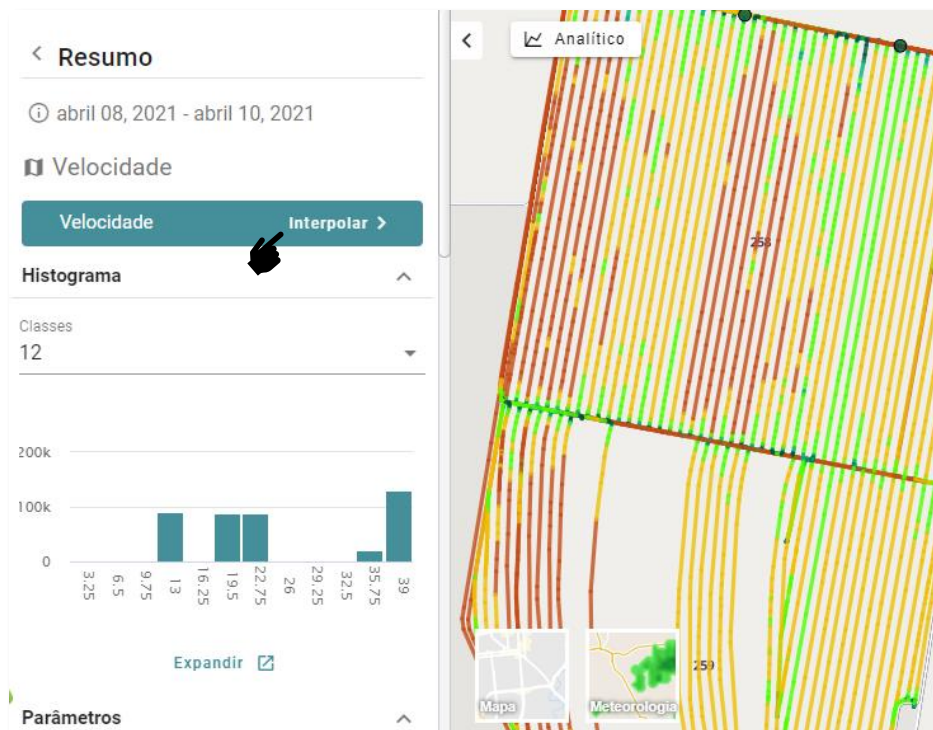 Resumo
abril 08, 2021 - abril 10, 2021
Velocidade
Velocidade
Interpolar
Histograma
Classes
12
200k
100k
0
3.25
6.5
9.75
13
16.25
19.5
22.75
26
29.25
32.5
35.75
39
Expandir
Parâmetros
Analítico
258
259
Mapa
Meteorologia